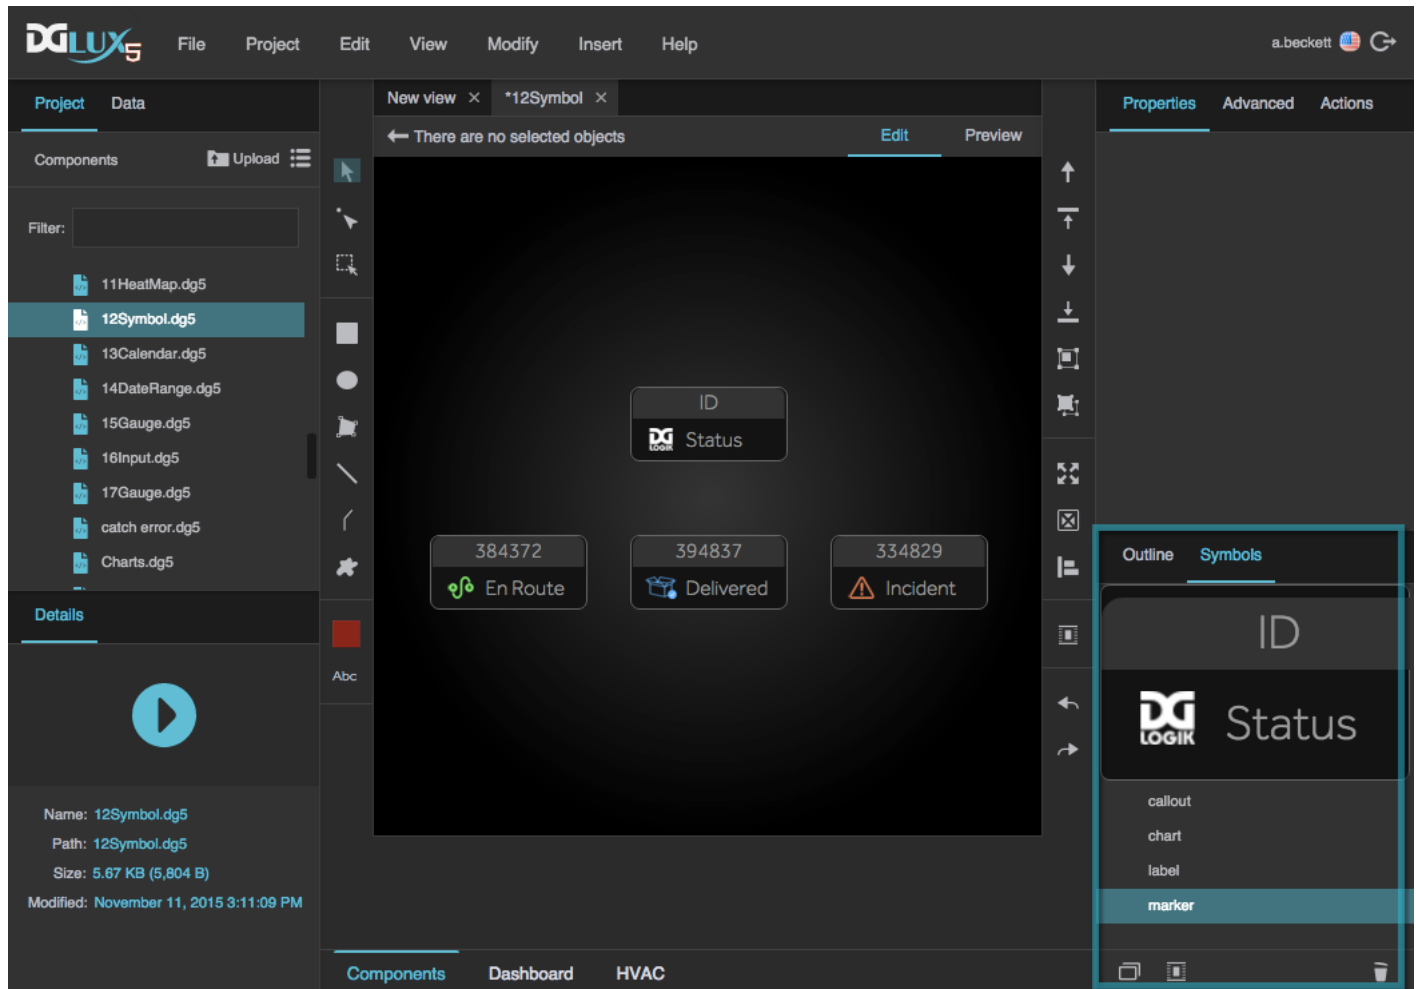 DGLUX5
File Project Edit View Modify Insert Help
a.beckett
Project Data
New view × *12Symbol ×
Properties Advanced Actions
There are no selected objects
Edit Preview
Components
Upload
Filter:
11HeatMap.dg5
12Symbol.dg5
13Calendar.dg5
14DateRange.dg5
15Gauge.dg5
16Input.dg5
17Gauge.dg5
catch error.dg5
Charts.dg5
Abc
ID
DG
LOGIK
Status
384372
En Route
394837
Delivered
334829
Incident
Outline Symbols
ID
DG
LOGIK
Status
callout
chart
label
marker
Details
Name: 12Symbol.dg5
Path: 12Symbol.dg5
Size: 5.67 KB (5,804 B)
Modified: November 11, 2015 3:11:09 PM
Components Dashboard HVAC